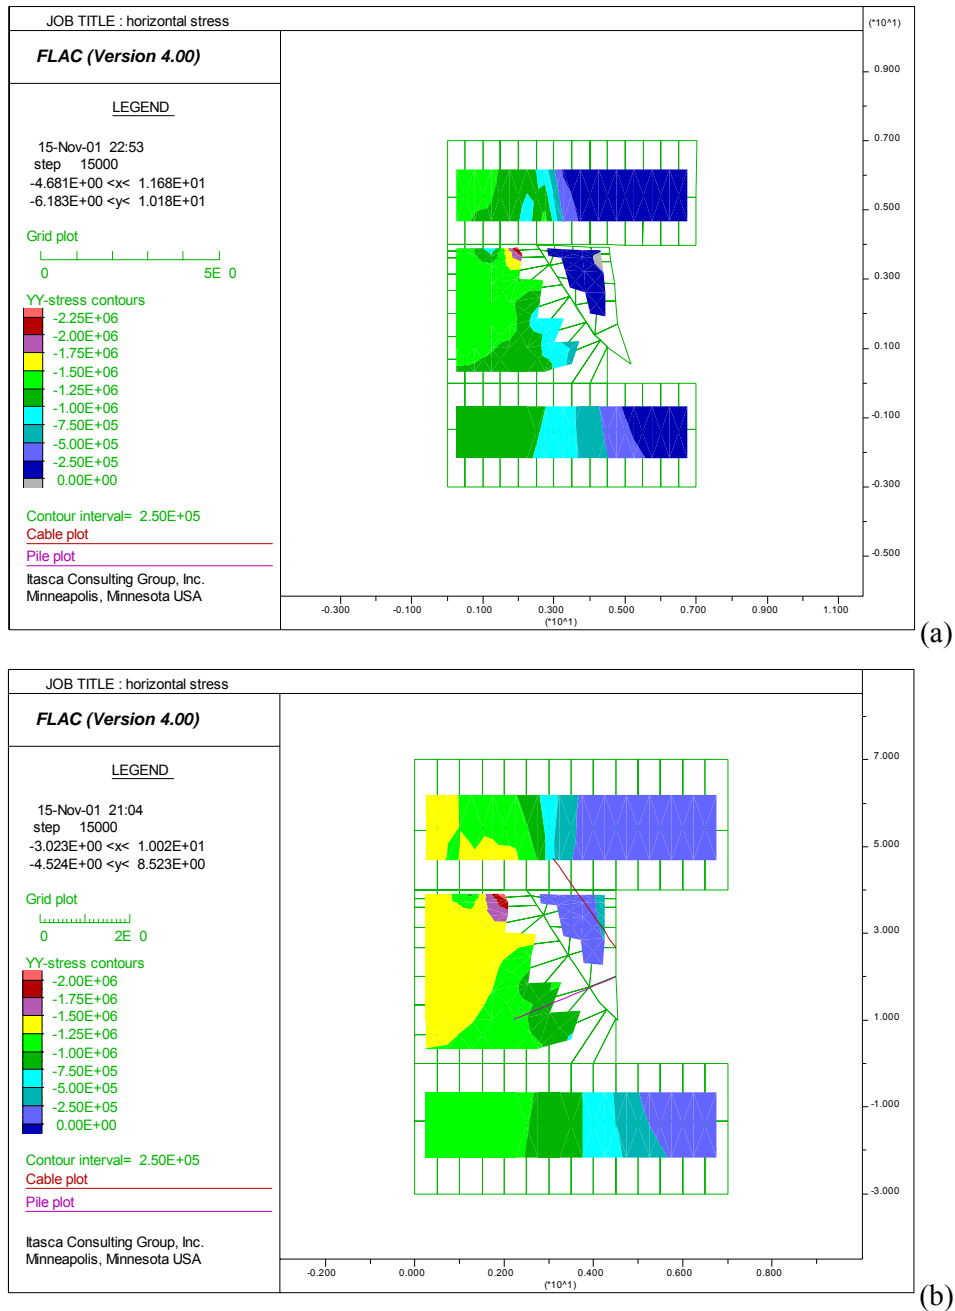 JOB TITLE : horizontal stress
(*10^1)
FLAC (Version 4.00)
LEGEND
15-Nov-01 22:53
step 15000
-4.681E+00 <x< 1.168E+01
-6.183E+00 <y< 1.018E+01
Grid plot
0 5E 0
YY-stress contours
-2.25E+06
-2.00E+06
-1.75E+06
-1.50E+06
-1.25E+06
-1.00E+06
-7.50E+05
-5.00E+05
-2.50E+05
0.00E+00
Contour interval= 2.50E+05
Cable plot
Pile plot
Itasca Consulting Group, Inc.
Minneapolis, Minnesota USA
0.900
0.700
0.500
0.300
0.100
-0.100
-0.300
-0.500
-0.300 -0.100 0.100 0.300 0.500 0.700 0.900 1.100
(*10^1)
(a)
JOB TITLE : horizontal stress
FLAC (Version 4.00)
LEGEND
15-Nov-01 21:04
step 15000
-3.023E+00 <x< 1.002E+01
-4.524E+00 <y< 8.523E+00
Grid plot
0 2E 0
YY-stress contours
-2.00E+06
-1.75E+06
-1.50E+06
-1.25E+06
-1.00E+06
-7.50E+05
-5.00E+05
-2.50E+05
0.00E+00
Contour interval= 2.50E+05
Cable plot
Pile plot
Itasca Consulting Group, Inc.
Minneapolis, Minnesota USA
7.000
5.000
3.000
1.000
-1.000
-3.000
-0.200 0.000 0.200 0.400 0.600 0.800
(*10^1)
(b)